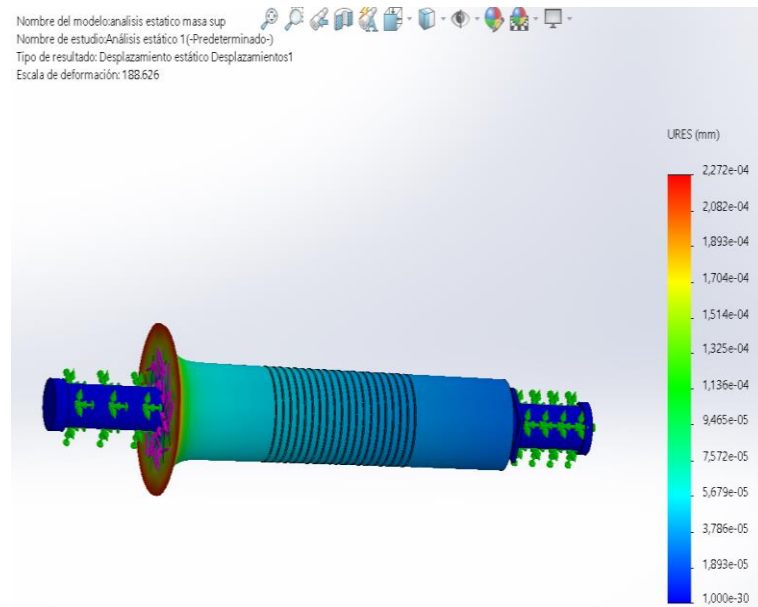 Nombre del modelo:analisis estatico masa sup
Nombre de estudio:Análisis estático 1(-Predeterminado-)
Tipo de resultado: Desplazamiento estático Desplazamientos1
Escala de deformación: 188.626
URES (mm)
2,272e-04
2,082e-04
1,893e-04
1,704e-04
1,514e-04
1,325e-04
1,136e-04
9,465e-05
7,572e-05
5,679e-05
3,786e-05
1,893e-05
1,000e-30